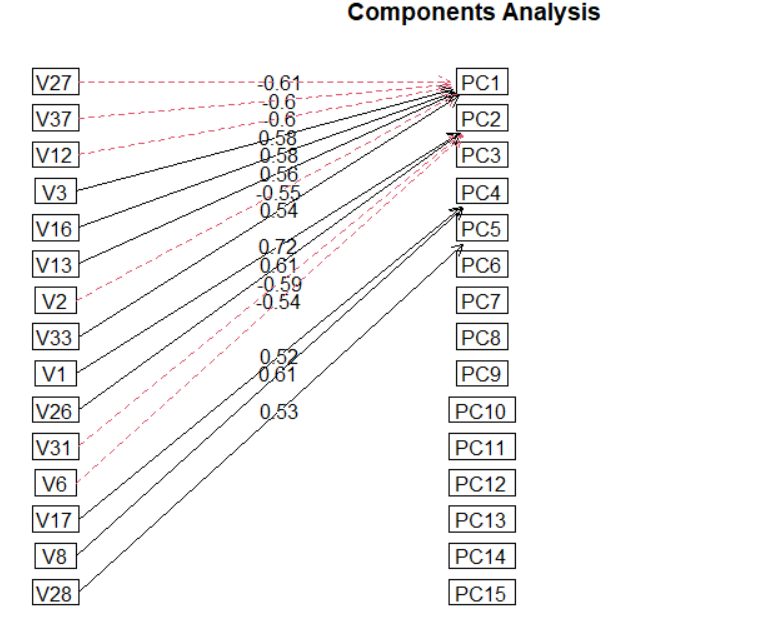 Components Analysis
V27 -0.61 PC1
-0.6
V37 PC2
-0.6
0.58
V12 0.58 PC3
0.56
V3 -0.55 PC4
0.54
V16 PC5
0.72
V13 0.61 PC6
-0.59
V2 -0.54 PC7
V33 PC8
0.52
V1 0.61 PC9
V26 0.53 PC10
V31 PC11
V6 PC12
V17 PC13
V8 PC14
V28 PC15